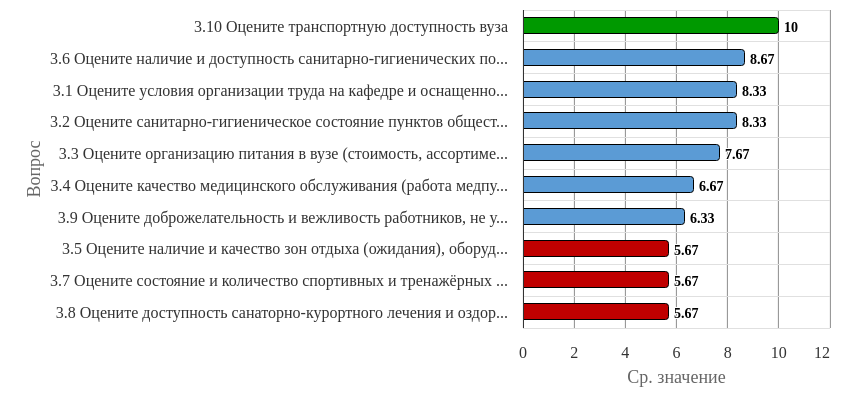 3.10 Оцените транспортную доступность вуза 10
3.6 Оцените наличие и доступность санитарно-гигиенических по... 8.67
3.1 Оцените условия организации труда на кафедре и оснащенно... 8.33
3.2 Оцените санитарно-гигиеническое состояние пунктов общест... 8.33
3.3 Оцените организацию питания в вузе (стоимость, ассортиме... 7.67
3.4 Оцените качество медицинского обслуживания (работа медпу... 6.67
3.9 Оцените доброжелательность и вежливость работников, не у... 6.33
3.5 Оцените наличие и качество зон отдыха (ожидания), оборуд... 5.67
3.7 Оцените состояние и количество спортивных и тренажёрных ... 5.67
3.8 Оцените доступность санаторно-курортного лечения и оздор... 5.67
Вопрос
0 2 4 6 8 10 12
Ср. значение